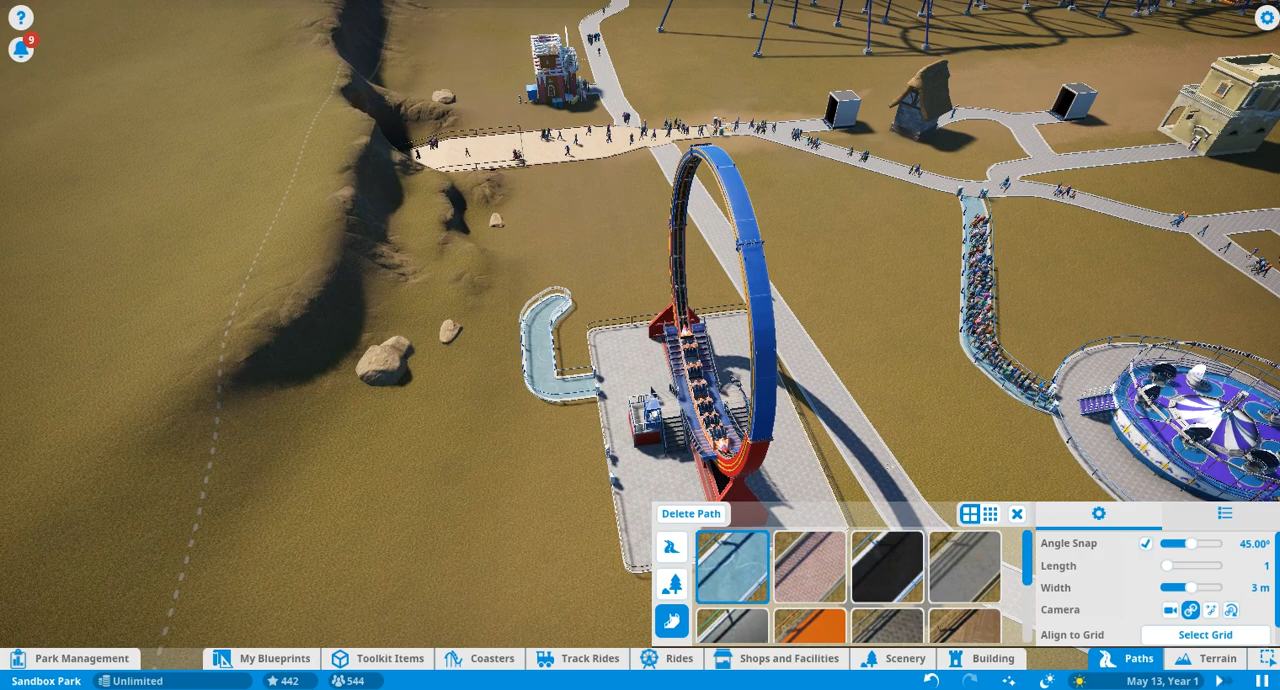 ?
9
Delete Path
Angle Snap 45.00°
Length 1
Width 3 m
Camera
Align to Grid Select Grid
Park Management My Blueprints Toolkit Items Coasters Track Rides Rides Shops and Facilities Scenery Building Paths Terrain
Sandbox Park Unlimited 442 544 May 13, Year 1